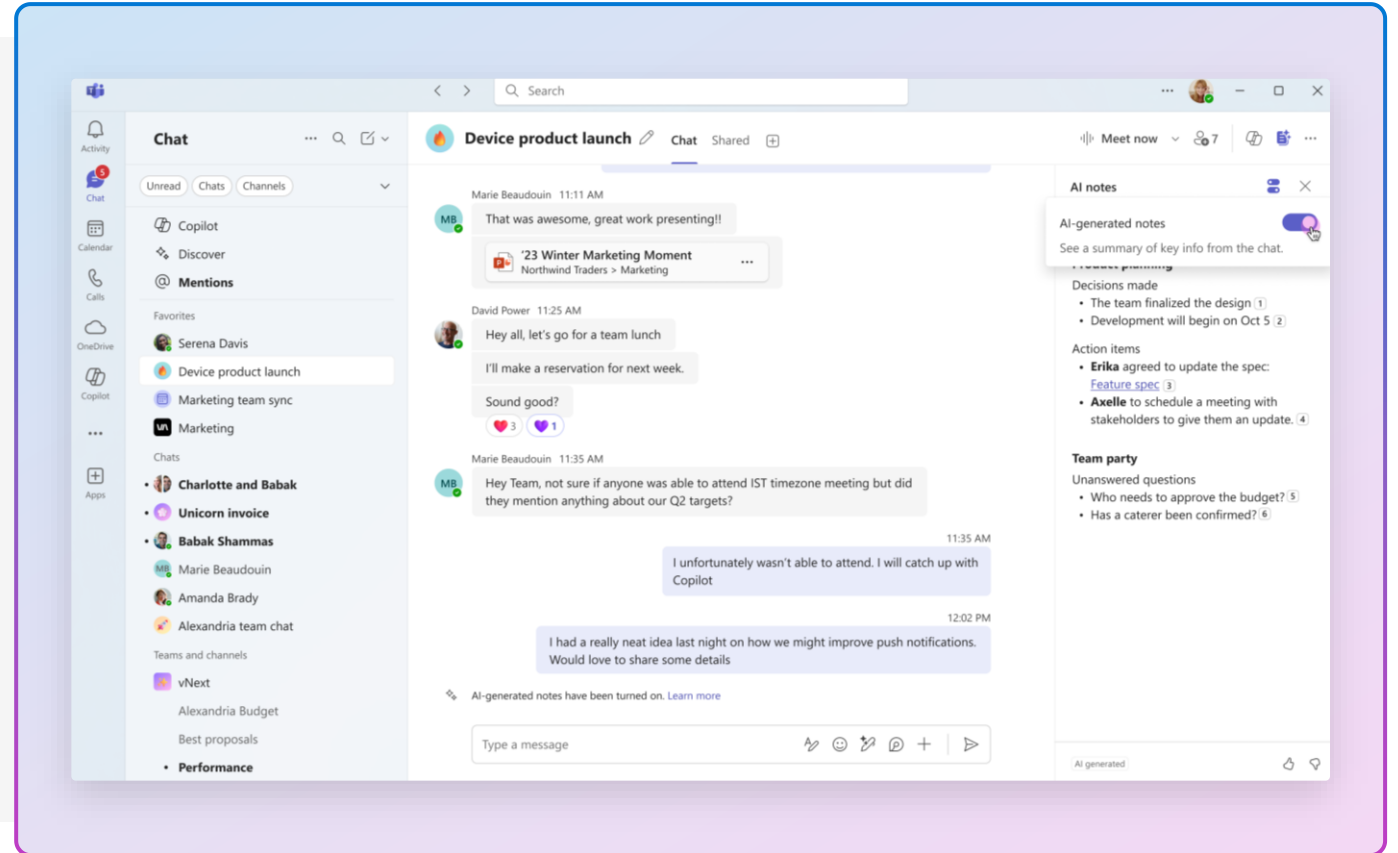 Search
Activity
5
Chat
Calendar
Calls
OneDrive
Copilot
Apps
Chat
Unread
Chats
Channels
Copilot
Discover
Mentions
Favorites
Serena Davis
Device product launch
Marketing team sync
Marketing
Chats
Charlotte and Babak
Unicorn invoice
Babak Shammas
MB
Marie Beaudouin
Amanda Brady
Alexandria team chat
Teams and channels
vNext
Alexandria Budget
Best proposals
Performance
Device product launch
Chat
Shared
Meet now
7
Marie Beaudouin 11:11 AM
MB
That was awesome, great work presenting!!
'23 Winter Marketing Moment
Northwind Traders > Marketing
David Power 11:25 AM
Hey all, let's go for a team lunch
I'll make a reservation for next week.
Sound good?
3
1
Marie Beaudouin 11:35 AM
MB
Hey Team, not sure if anyone was able to attend IST timezone meeting but did
they mention anything about our Q2 targets?
11:35 AM
I unfortunately wasn't able to attend. I will catch up with
Copilot
12:02 PM
I had a really neat idea last night on how we might improve push notifications.
Would love to share some details
AI-generated notes have been turned on. Learn more
Type a message
AI notes
AI-generated notes
See a summary of key info from the chat.
Product planning
Decisions made
• The team finalized the design 1
• Development will begin on Oct 5 2
Action items
• Erika agreed to update the spec:
Feature spec 3
• Axelle to schedule a meeting with
stakeholders to give them an update. 4
Team party
Unanswered questions
• Who needs to approve the budget? 5
• Has a caterer been confirmed? 6
AI generated